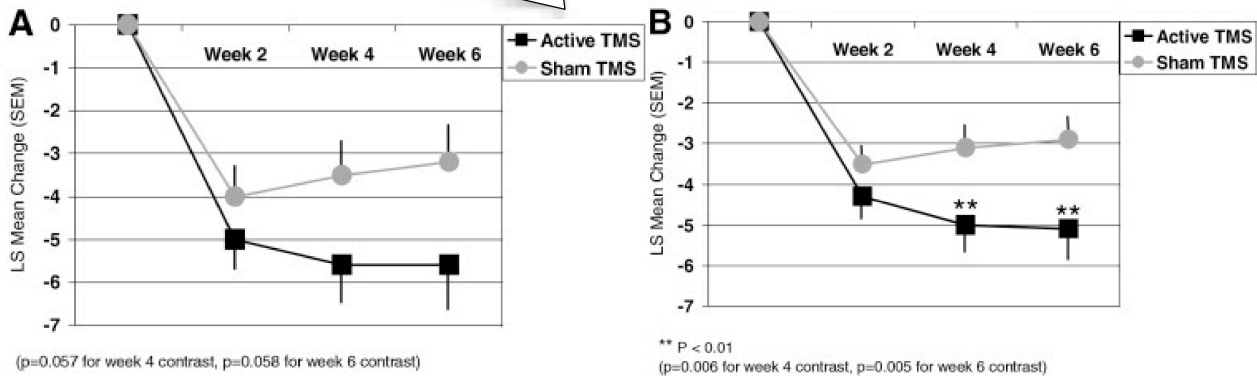 A
LS Mean Change (SEM)
0
-1
-2
-3
-4
-5
-6
-7
Week 2 Week 4 Week 6
Active TMS
Sham TMS
(p=0.057 for week 4 contrast, p=0.058 for week 6 contrast)
B
LS Mean Change (SEM)
0
-1
-2
-3
-4
-5
-6
-7
Week 2 Week 4 Week 6
** **
Active TMS
Sham TMS
** P < 0.01
(p=0.006 for week 4 contrast, p=0.005 for week 6 contrast)